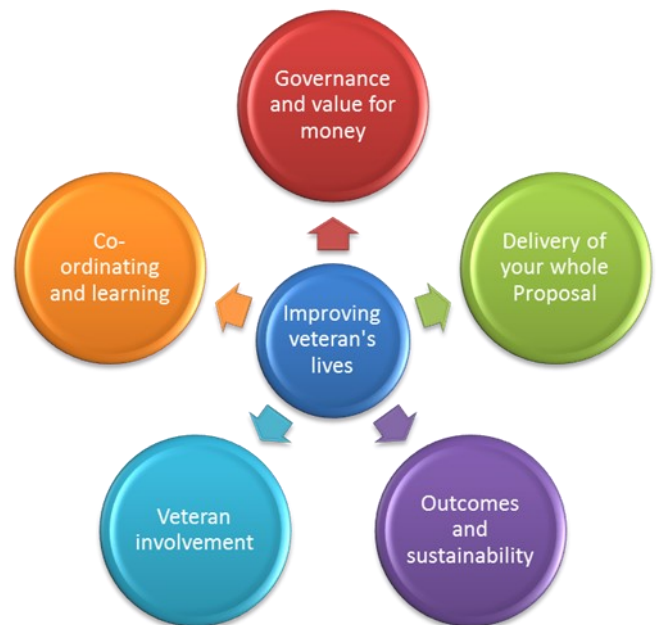 Governance
and value for
money
Co-
ordinating
and learning
Delivery of
your whole
Proposal
Improving
veteran's
lives
Veteran
involvement
Outcomes
and
sustainability